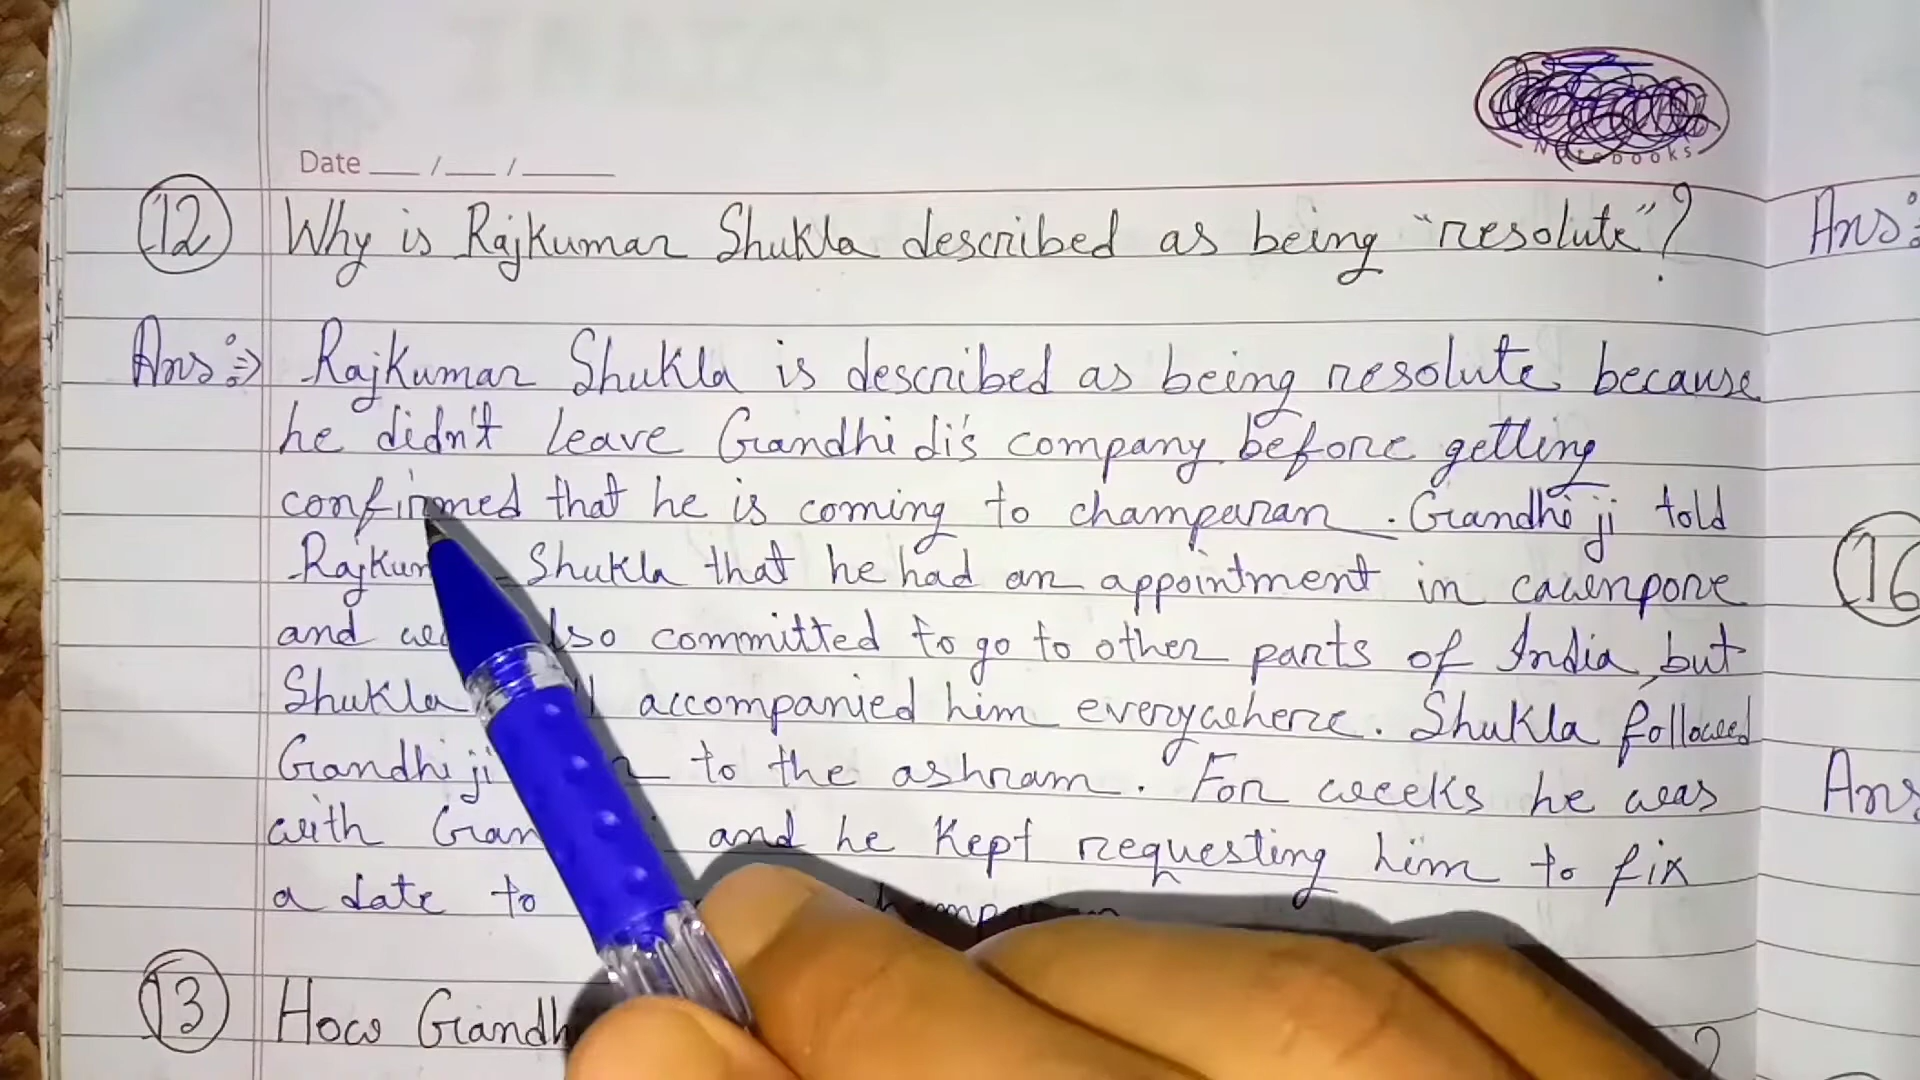 Notebooks
Date __/__/____
12 Why is Rajkumar Shukla described as being "resolute"?
Ans:
Ans:⇒ Rajkumar Shukla is described as being resolute because
he didn't leave Gandhi di's company before getting
confirmed that he is coming to champaran. Gandhi ji told
Shukla that he had an appointment in cawnpore
16
and committed to go to other parts of India, but
Shukla accompanied him everywhere. Shukla followed
Gandhi ji to the ashram. For weeks he was
Ans
with and he kept requesting him to fix
a date to
13 How
?